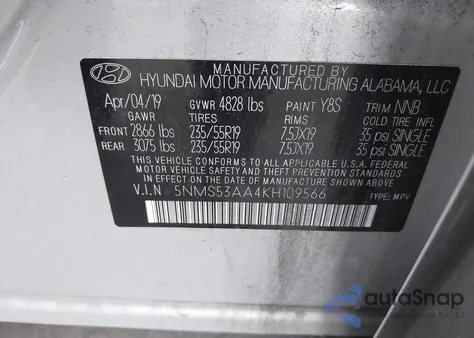 MANUFACTURED BY
HYUNDAI MOTOR MANUFACTURING ALABAMA, LLC
Apr/04/19 GVWR 4828 lbs PAINT Y8S TRIM NNB
GAWR TIRES RIMS COLD TIRE INFL
FRONT 2866 lbs 235/55R19 7.5JX19 35 psi SINGLE
REAR 3075 lbs 235/55R19 7.5JX19 35 psi SINGLE
THIS VEHICLE CONFORMS TO ALL APPLICABLE U.S.A. FEDERAL
MOTOR VEHICLE SAFETY AND THEFT PREVENTION STANDARDS IN
EFFECT ON THE DATE OF MANUFACTURE SHOWN ABOVE.
V.I.N 5NMS53AA4KH109566 TYPE: MPV
autoSnap